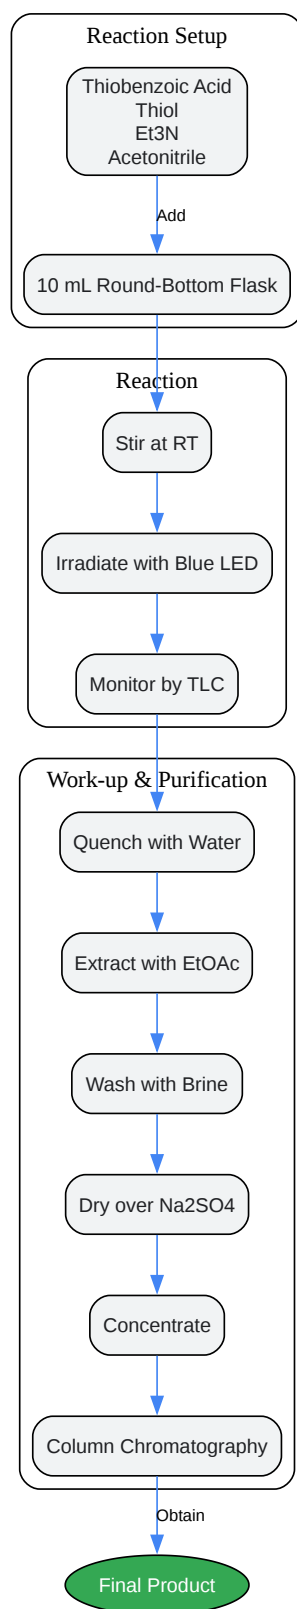 Reaction Setup
Thiobenzoic Acid
Thiol
Et3N
Acetonitrile
Add
10 mL Round-Bottom Flask
Reaction
Stir at RT
Irradiate with Blue LED
Monitor by TLC
Work-up & Purification
Quench with Water
Extract with EtOAc
Wash with Brine
Dry over Na2SO4
Concentrate
Column Chromatography
Obtain
Final Product